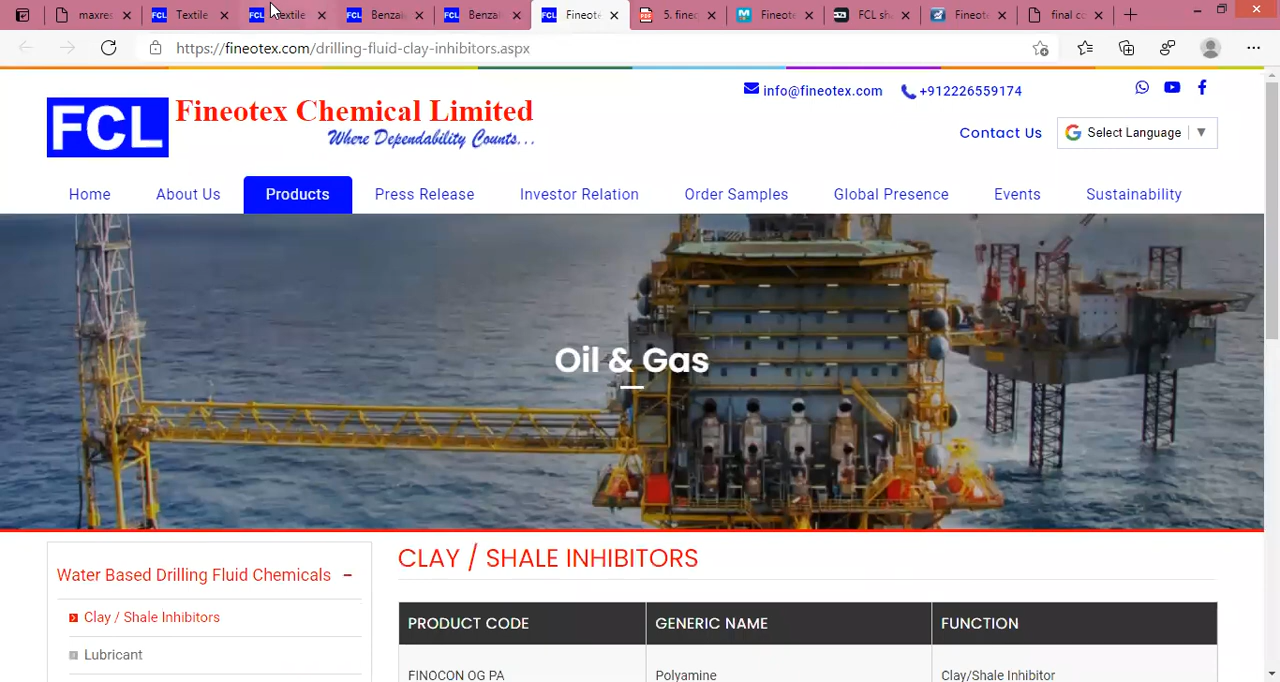 maxres
Textile
Textile
Benzal
Benzal
Fineote
5. finec
Fineote
FCL sh
Fineote
final co
https://fineotex.com/drilling-fluid-clay-inhibitors.aspx
FCL
Fineotex Chemical Limited
Where Dependability Counts...
info@fineotex.com
+912226559174
Contact Us
Select Language
Home
About Us
Products
Press Release
Investor Relation
Order Samples
Global Presence
Events
Sustainability
Oil & Gas
Water Based Drilling Fluid Chemicals
Clay / Shale Inhibitors
Lubricant
CLAY / SHALE INHIBITORS
PRODUCT CODE
GENERIC NAME
FUNCTION
FINOCON OG PA
Polyamine
Clay/Shale Inhibitor